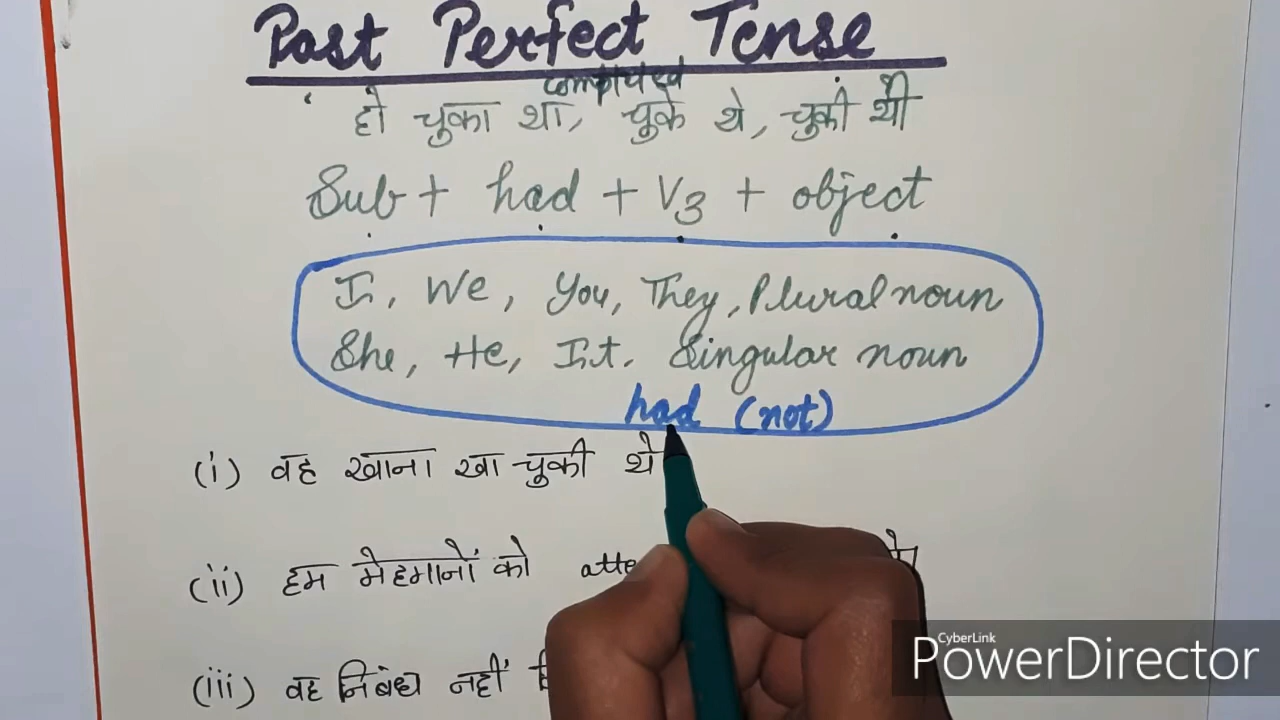 Past Perfect Tense
completed
हो चुका था, चुके थे, चुकी थी
Sub + had + V3 + object
I, We, You, They, Plural noun
She, He, It. Singular noun
had (not)
(i) वह खाना खा चुकी थी
(ii) हम मेहमानों को
(iii) वह निबंध नहीं
CyberLink
PowerDirector